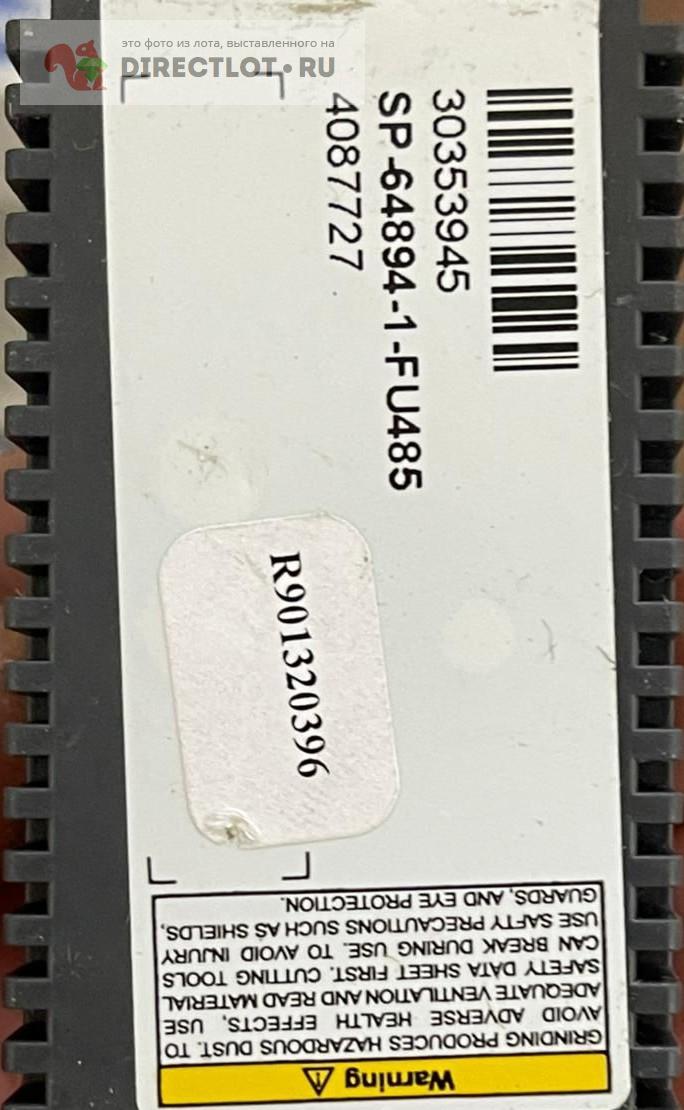 это фото из лота, выставленного на
DIRECTLOT.RU
30353945
SP-64894-1-FU485
4087727
R901320396
Warning
GRINDING PRODUCES HAZARDOUS DUST. TO
AVOID ADVERSE HEALTH EFFECTS, USE
ADEQUATE VENTILATION AND READ MATERIAL
SAFETY DATA SHEET FIRST. CUTTING TOOLS
CAN BREAK DURING USE. TO AVOID INJURY
USE SAFTY PRECAUTIONS SUCH AS SHIELDS,
GUARDS, AND EYE PROTECTION.